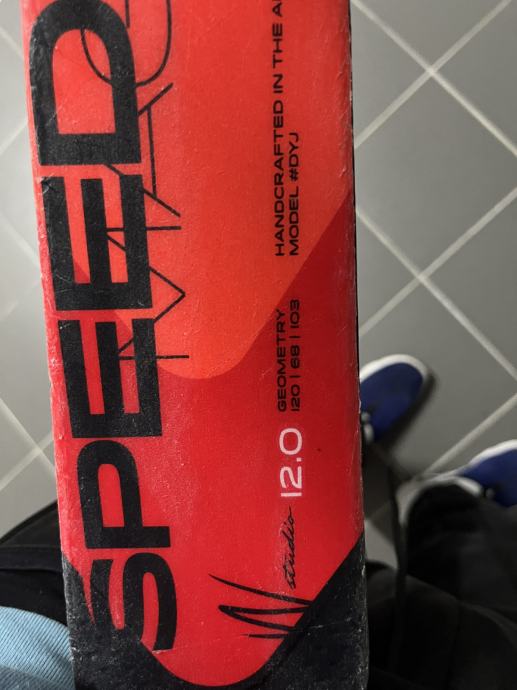 SPEED
HANDCRAFTED IN THE
MODEL #DYJ
GEOMETRY
120 | 68 | 103
12.0
studio